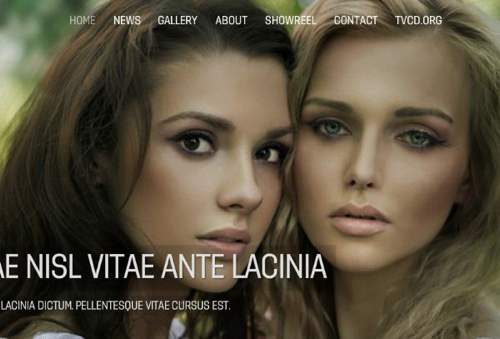 HOME NEWS GALLERY ABOUT SHOWREEL CONTACT TVCD.ORG
AE NISL VITAE ANTE LACINIA
LACINIA DICTUM. PELLENTESQUE VITAE CURSUS EST.